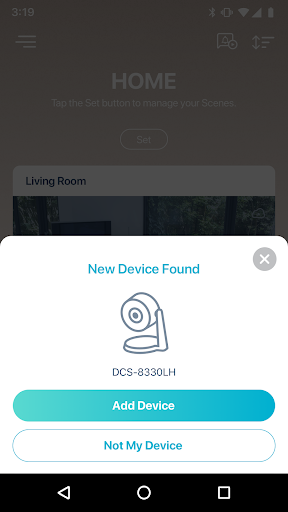 3:19
HOME
Tap the Set button to manage your Scenes
Set
Living Room
New Device Found
DCS-8330LH
Add Device
Not My Device